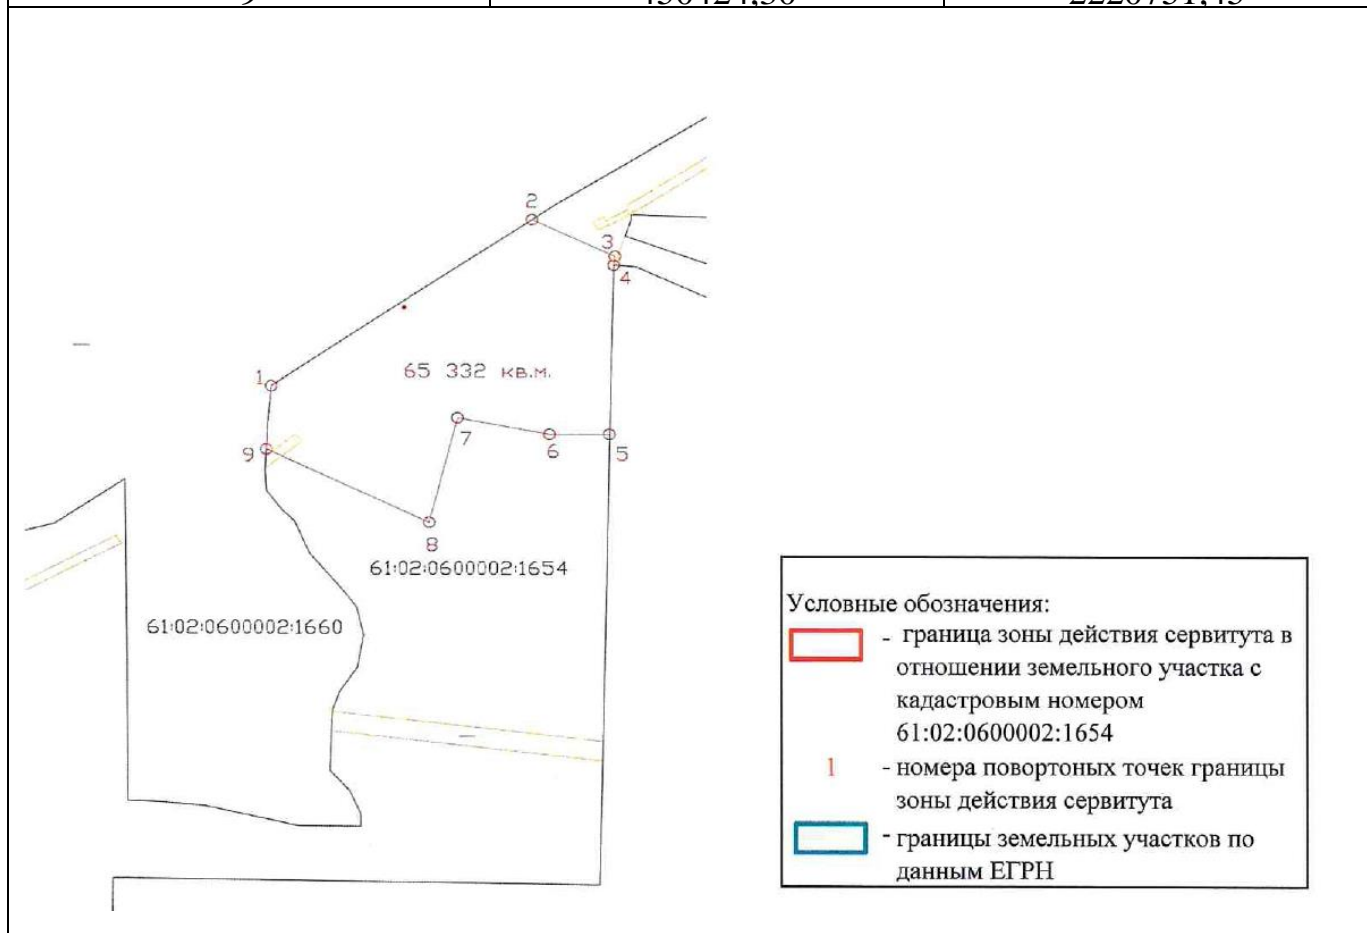 2
3
4
1
65 332 кв.м.
7
6
5
9
8
61:02:0600002:1654
61:02:0600002:1660
Условные обозначения:
- граница зоны действия сервитута в
отношении земельного участка с
кадастровым номером
61:02:0600002:1654
1 - номера повортоных точек границы
зоны действия сервитута
- границы земельных участков по
данным ЕГРН